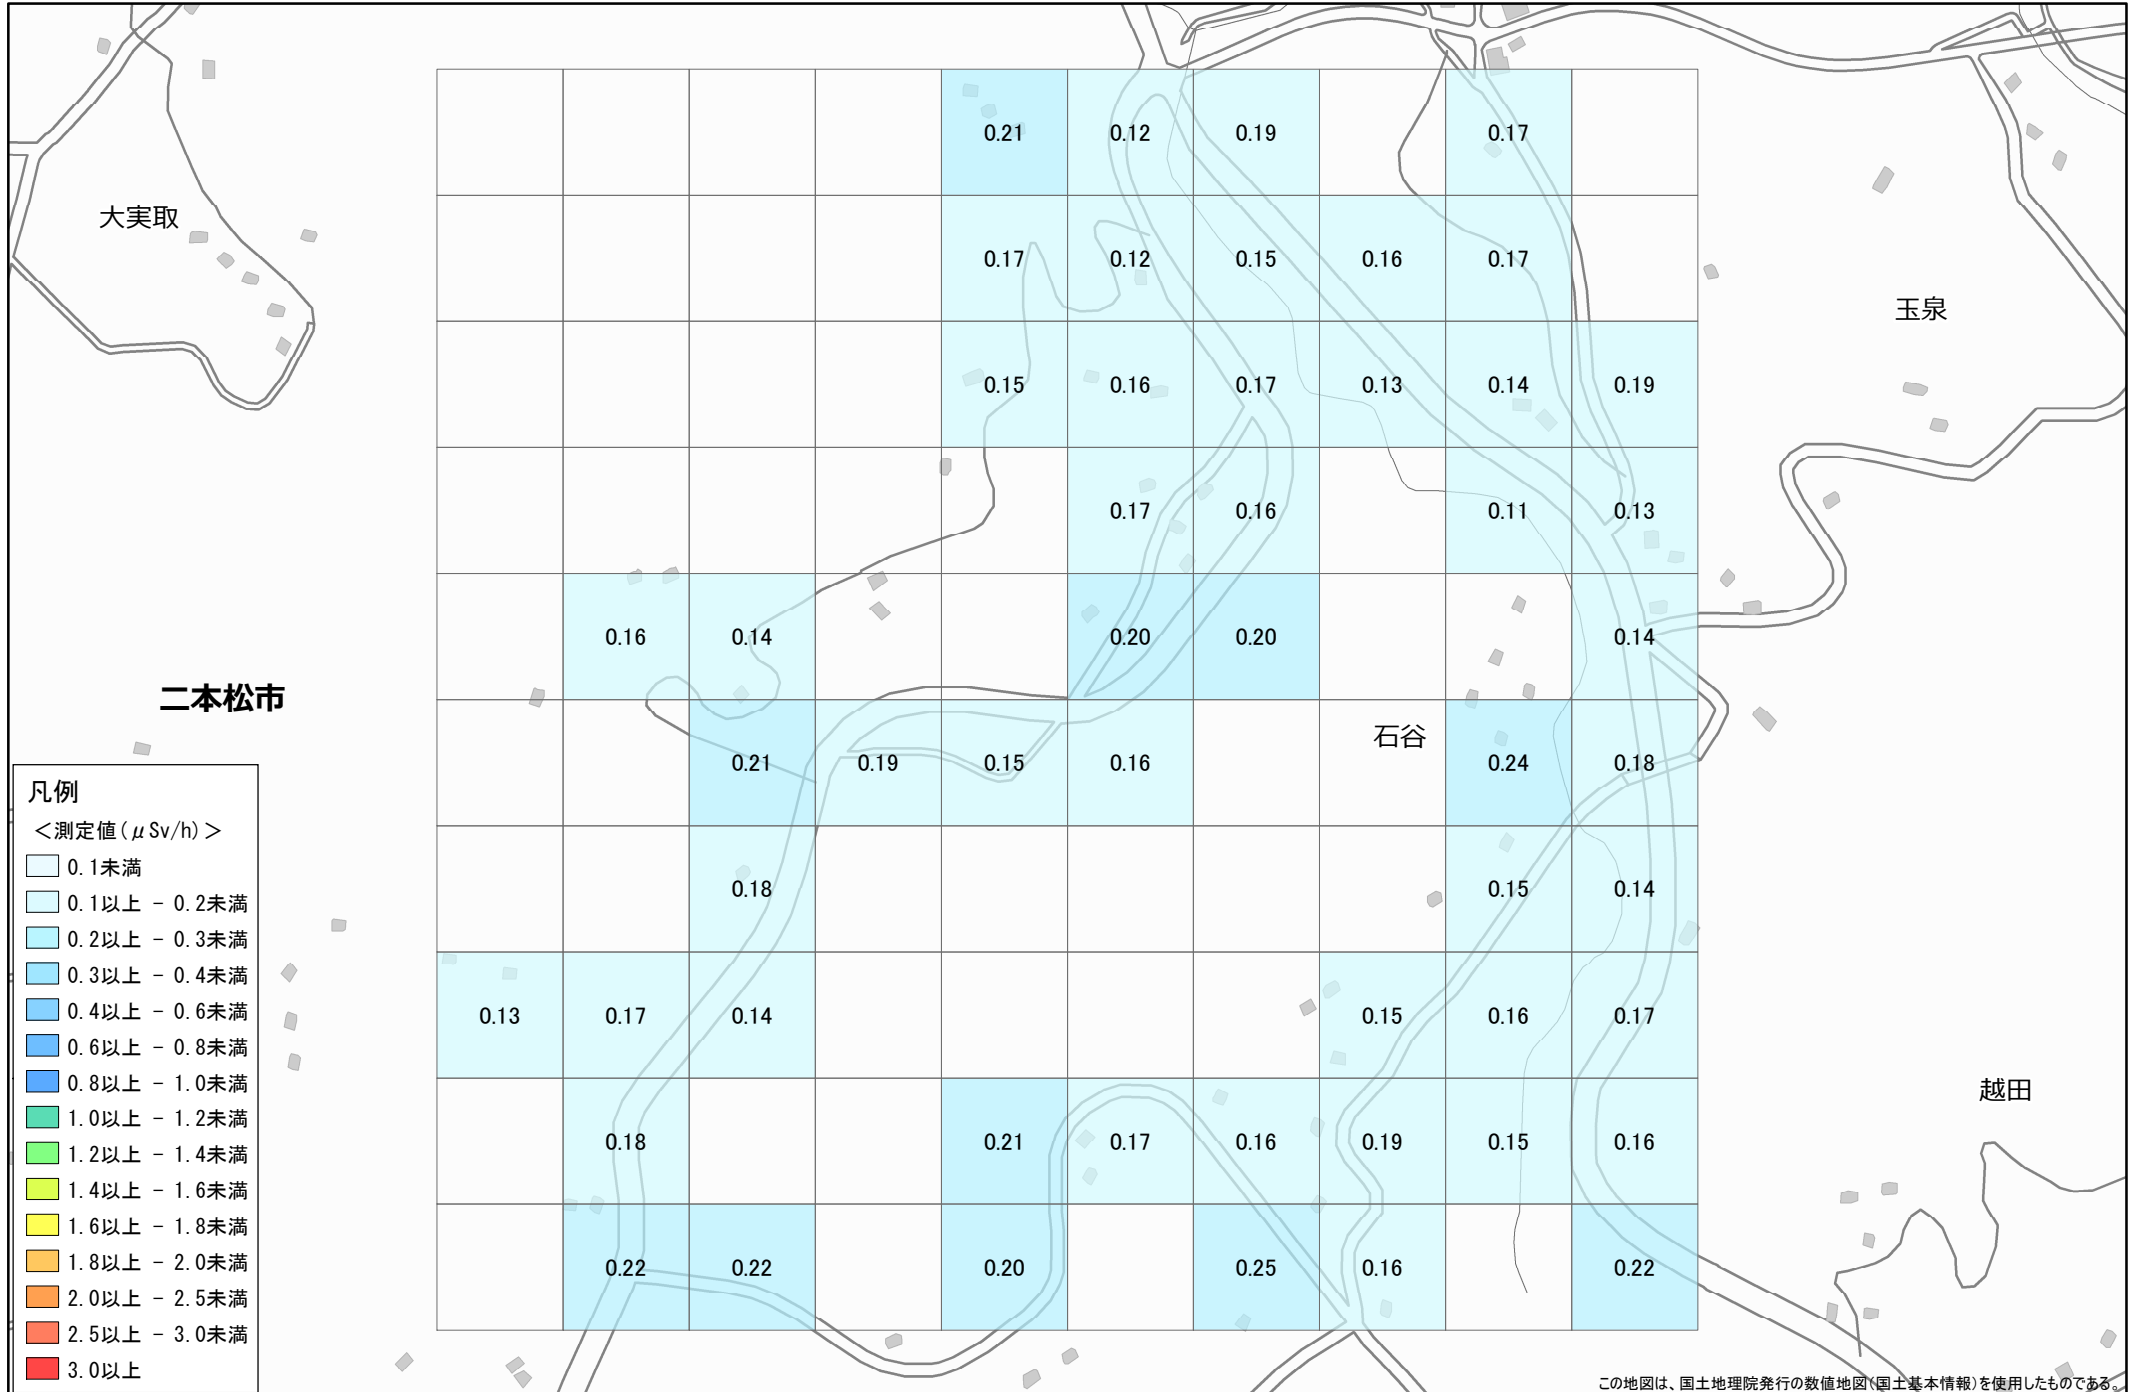 0.21 0.12 0.19 0.17
大実取
0.17 0.12 0.15 0.16 0.17
玉泉
0.15 0.16 0.17 0.13 0.14 0.19
0.17 0.16 0.11 0.13
0.16 0.14 0.20 0.20 0.14
二本松市
石谷
0.21 0.19 0.15 0.16 0.24 0.18
0.18 0.15 0.14
0.13 0.17 0.14 0.15 0.16 0.17
越田
0.18 0.21 0.17 0.16 0.19 0.15 0.16
0.22 0.22 0.20 0.25 0.16 0.22
凡例
＜測定値(μSv/h)＞
0.1未満
0.1以上 - 0.2未満
0.2以上 - 0.3未満
0.3以上 - 0.4未満
0.4以上 - 0.6未満
0.6以上 - 0.8未満
0.8以上 - 1.0未満
1.0以上 - 1.2未満
1.2以上 - 1.4未満
1.4以上 - 1.6未満
1.6以上 - 1.8未満
1.8以上 - 2.0未満
2.0以上 - 2.5未満
2.5以上 - 3.0未満
3.0以上
この地図は、国土地理院発行の数値地図(国土基本情報)を使用したものである。